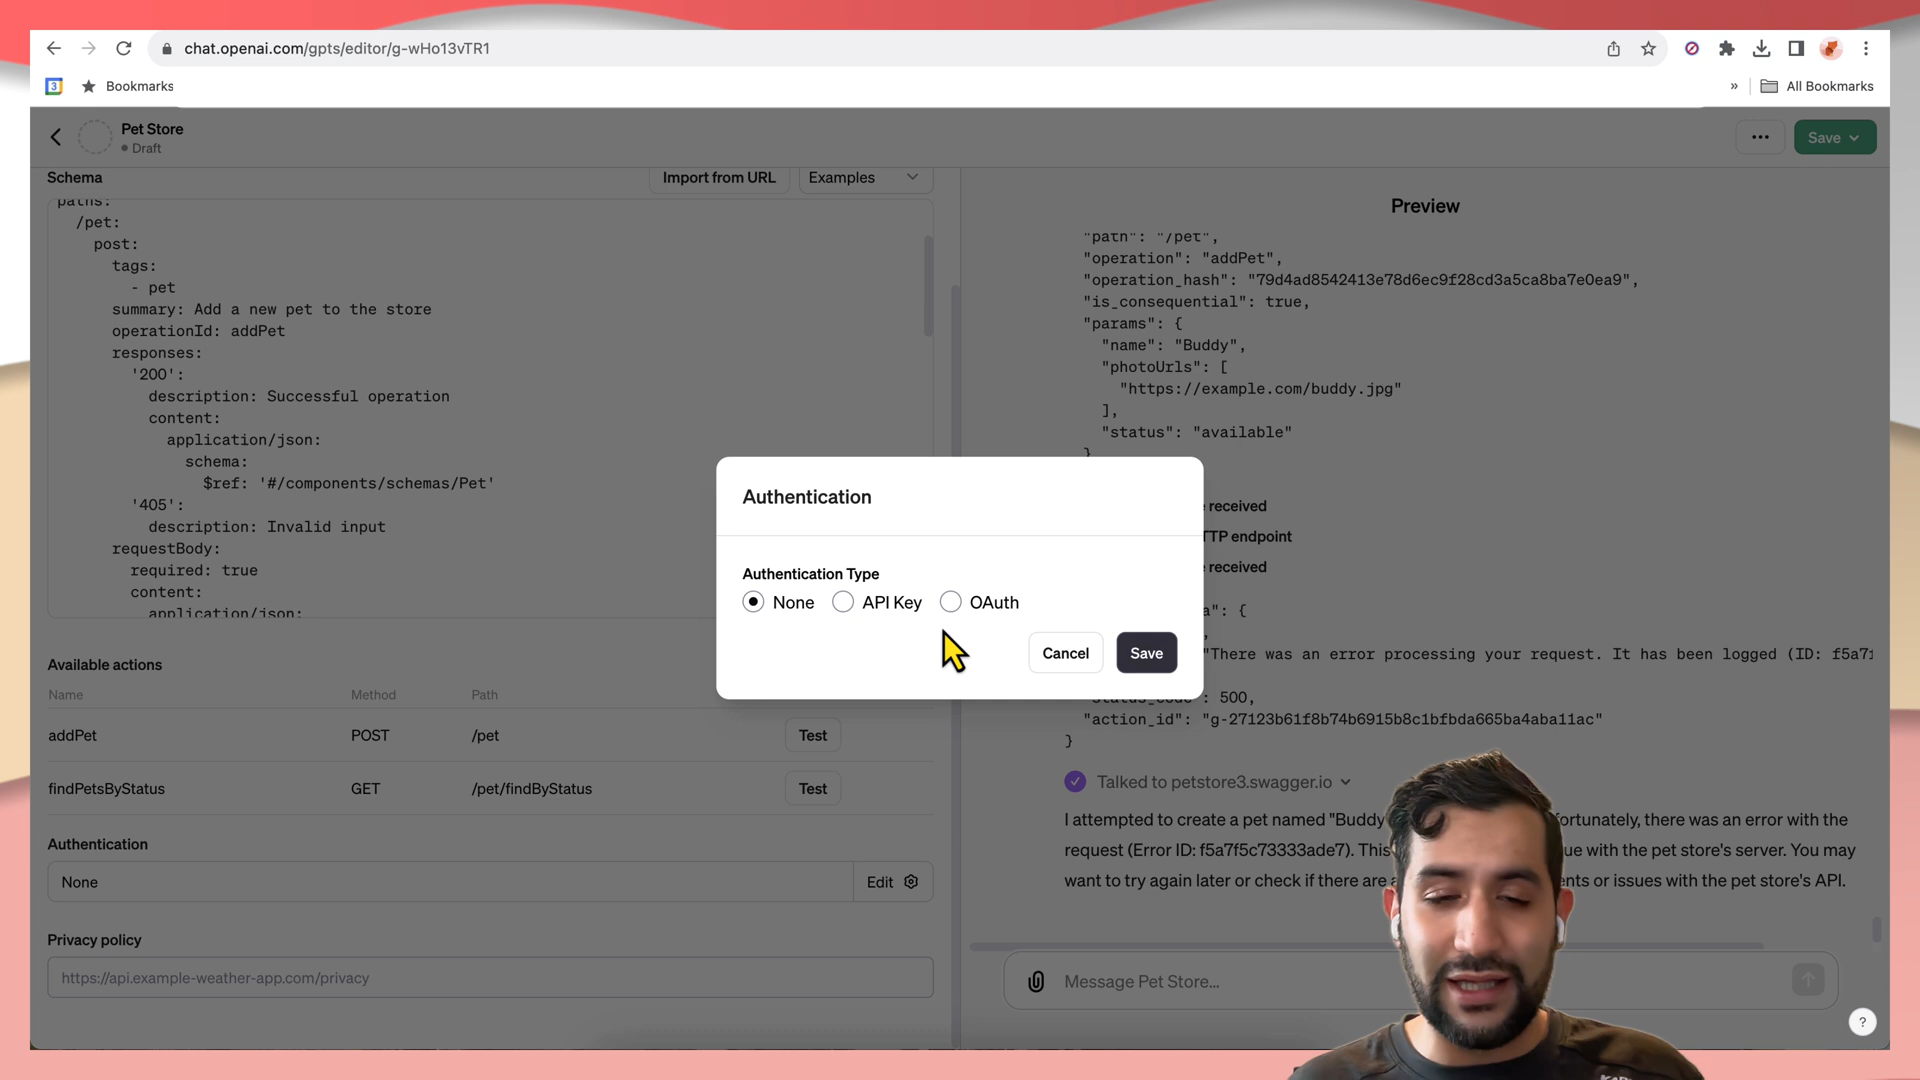 chat.openai.com/gpts/editor/g-wHo13vTR1
3
Bookmarks
»
All Bookmarks
Pet Store
Draft
Save
Schema
Import from URL
Examples
paths:
/pet:
post:
tags:
- pet
summary: Add a new pet to the store
operationId: addPet
responses:
'200':
description: Successful operation
content:
application/json:
schema:
$ref: '#/components/schemas/Pet'
'405':
description: Invalid input
requestBody:
required: true
content:
application/json:
Available actions
Name Method Path
addPet POST /pet Test
findPetsByStatus GET /pet/findByStatus Test
Authentication
None
Edit
Privacy policy
https://api.example-weather-app.com/privacy
Authentication
Authentication Type
None API Key OAuth
Cancel Save
Preview
"path": "/pet",
"operation": "addPet",
"operation_hash": "79d4ad8542413e78d6ec9f28cd3a5ca8ba7e0ea9",
"is_consequential": true,
"params": {
"name": "Buddy",
"photoUrls": [
"https://example.com/buddy.jpg"
],
"status": "available"
}
received
TP endpoint
received
a": {
,
"There was an error processing your request. It has been logged (ID: f5a71
"status_code": 500,
"action_id": "g-27123b61f8b74b6915b8c1bfbda665ba4aba11ac"
}
Talked to petstore3.swagger.io
I attempted to create a pet named "Buddy fortunately, there was an error with the
request (Error ID: f5a7f5c73333ade7). This ue with the pet store's server. You may
want to try again later or check if there are a ents or issues with the pet store's API.
Message Pet Store...
?